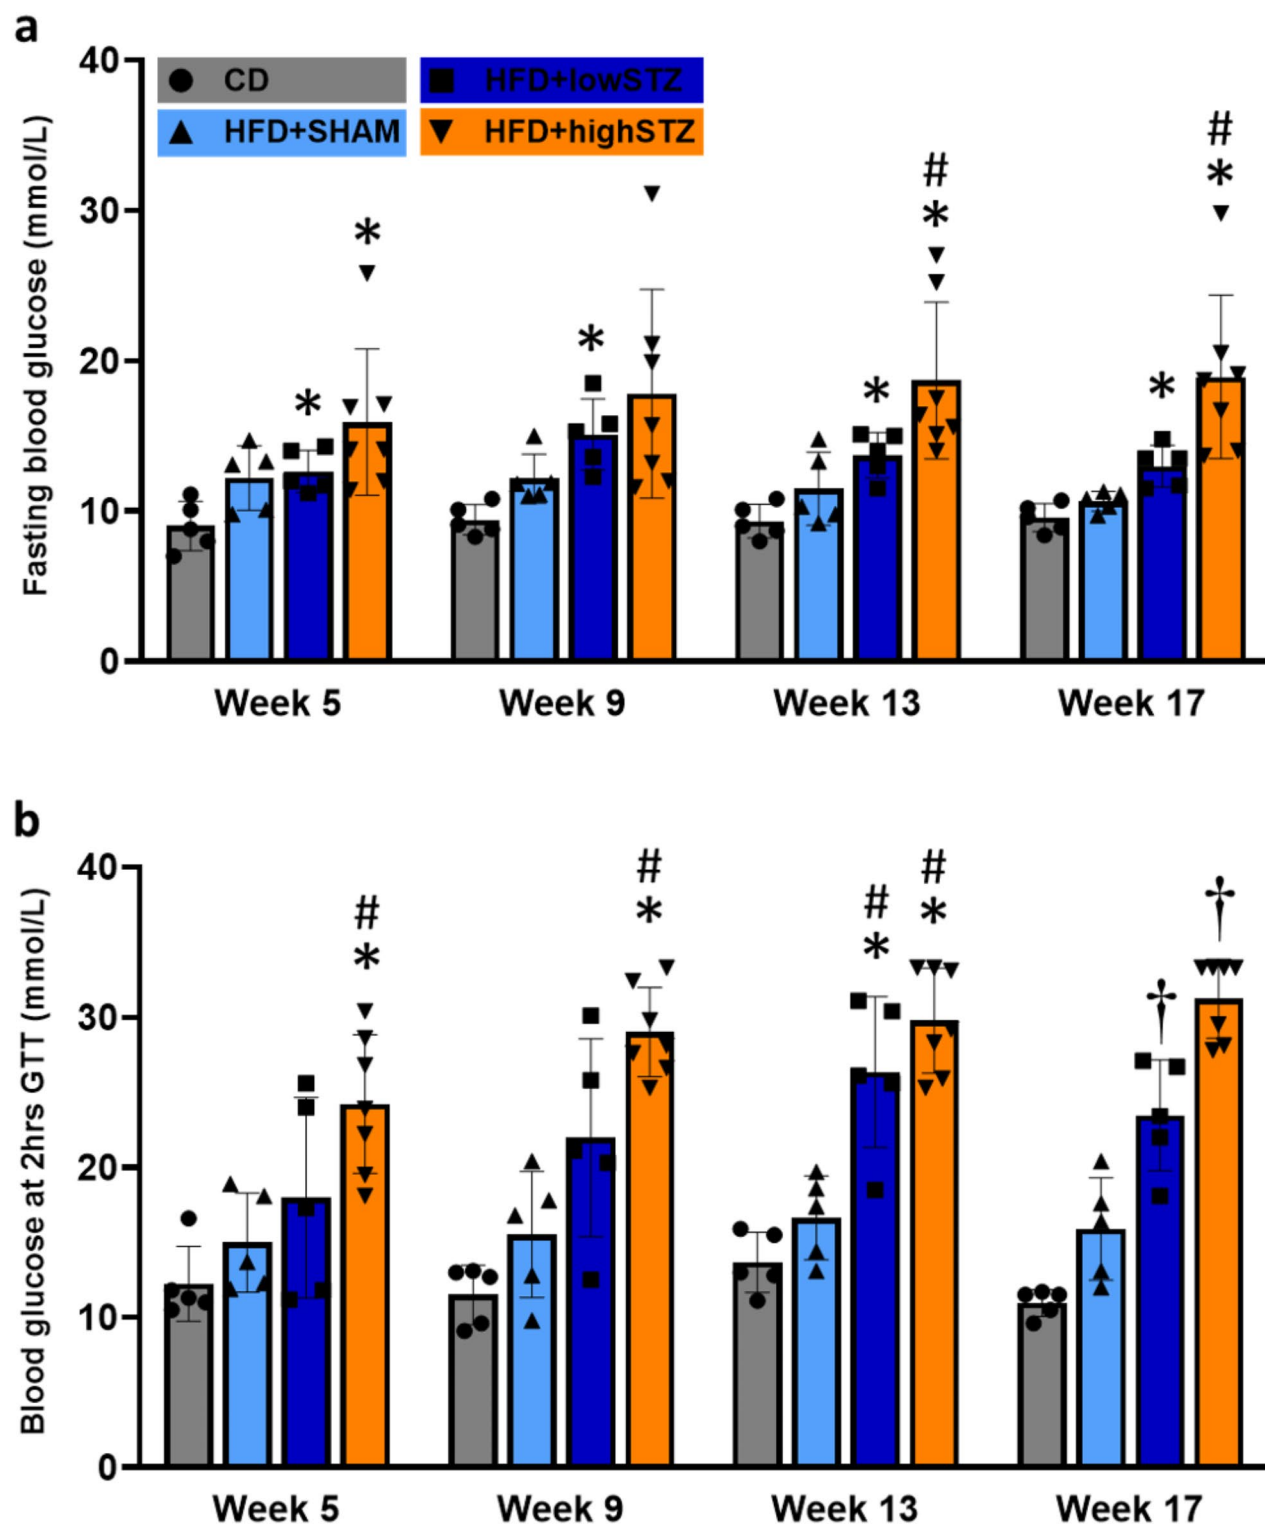 a
40
30
20
10
0
Fasting blood glucose (mmol/L)
CD
HFD+lowSTZ
HFD+SHAM
HFD+highSTZ
*
*
*
*
#
*
*
#
*
Week 5
Week 9
Week 13
Week 17
b
40
30
20
10
0
Blood glucose at 2hrs GTT (mmol/L)
#
*
#
*
#
*
#
*
†
†
Week 5
Week 9
Week 13
Week 17